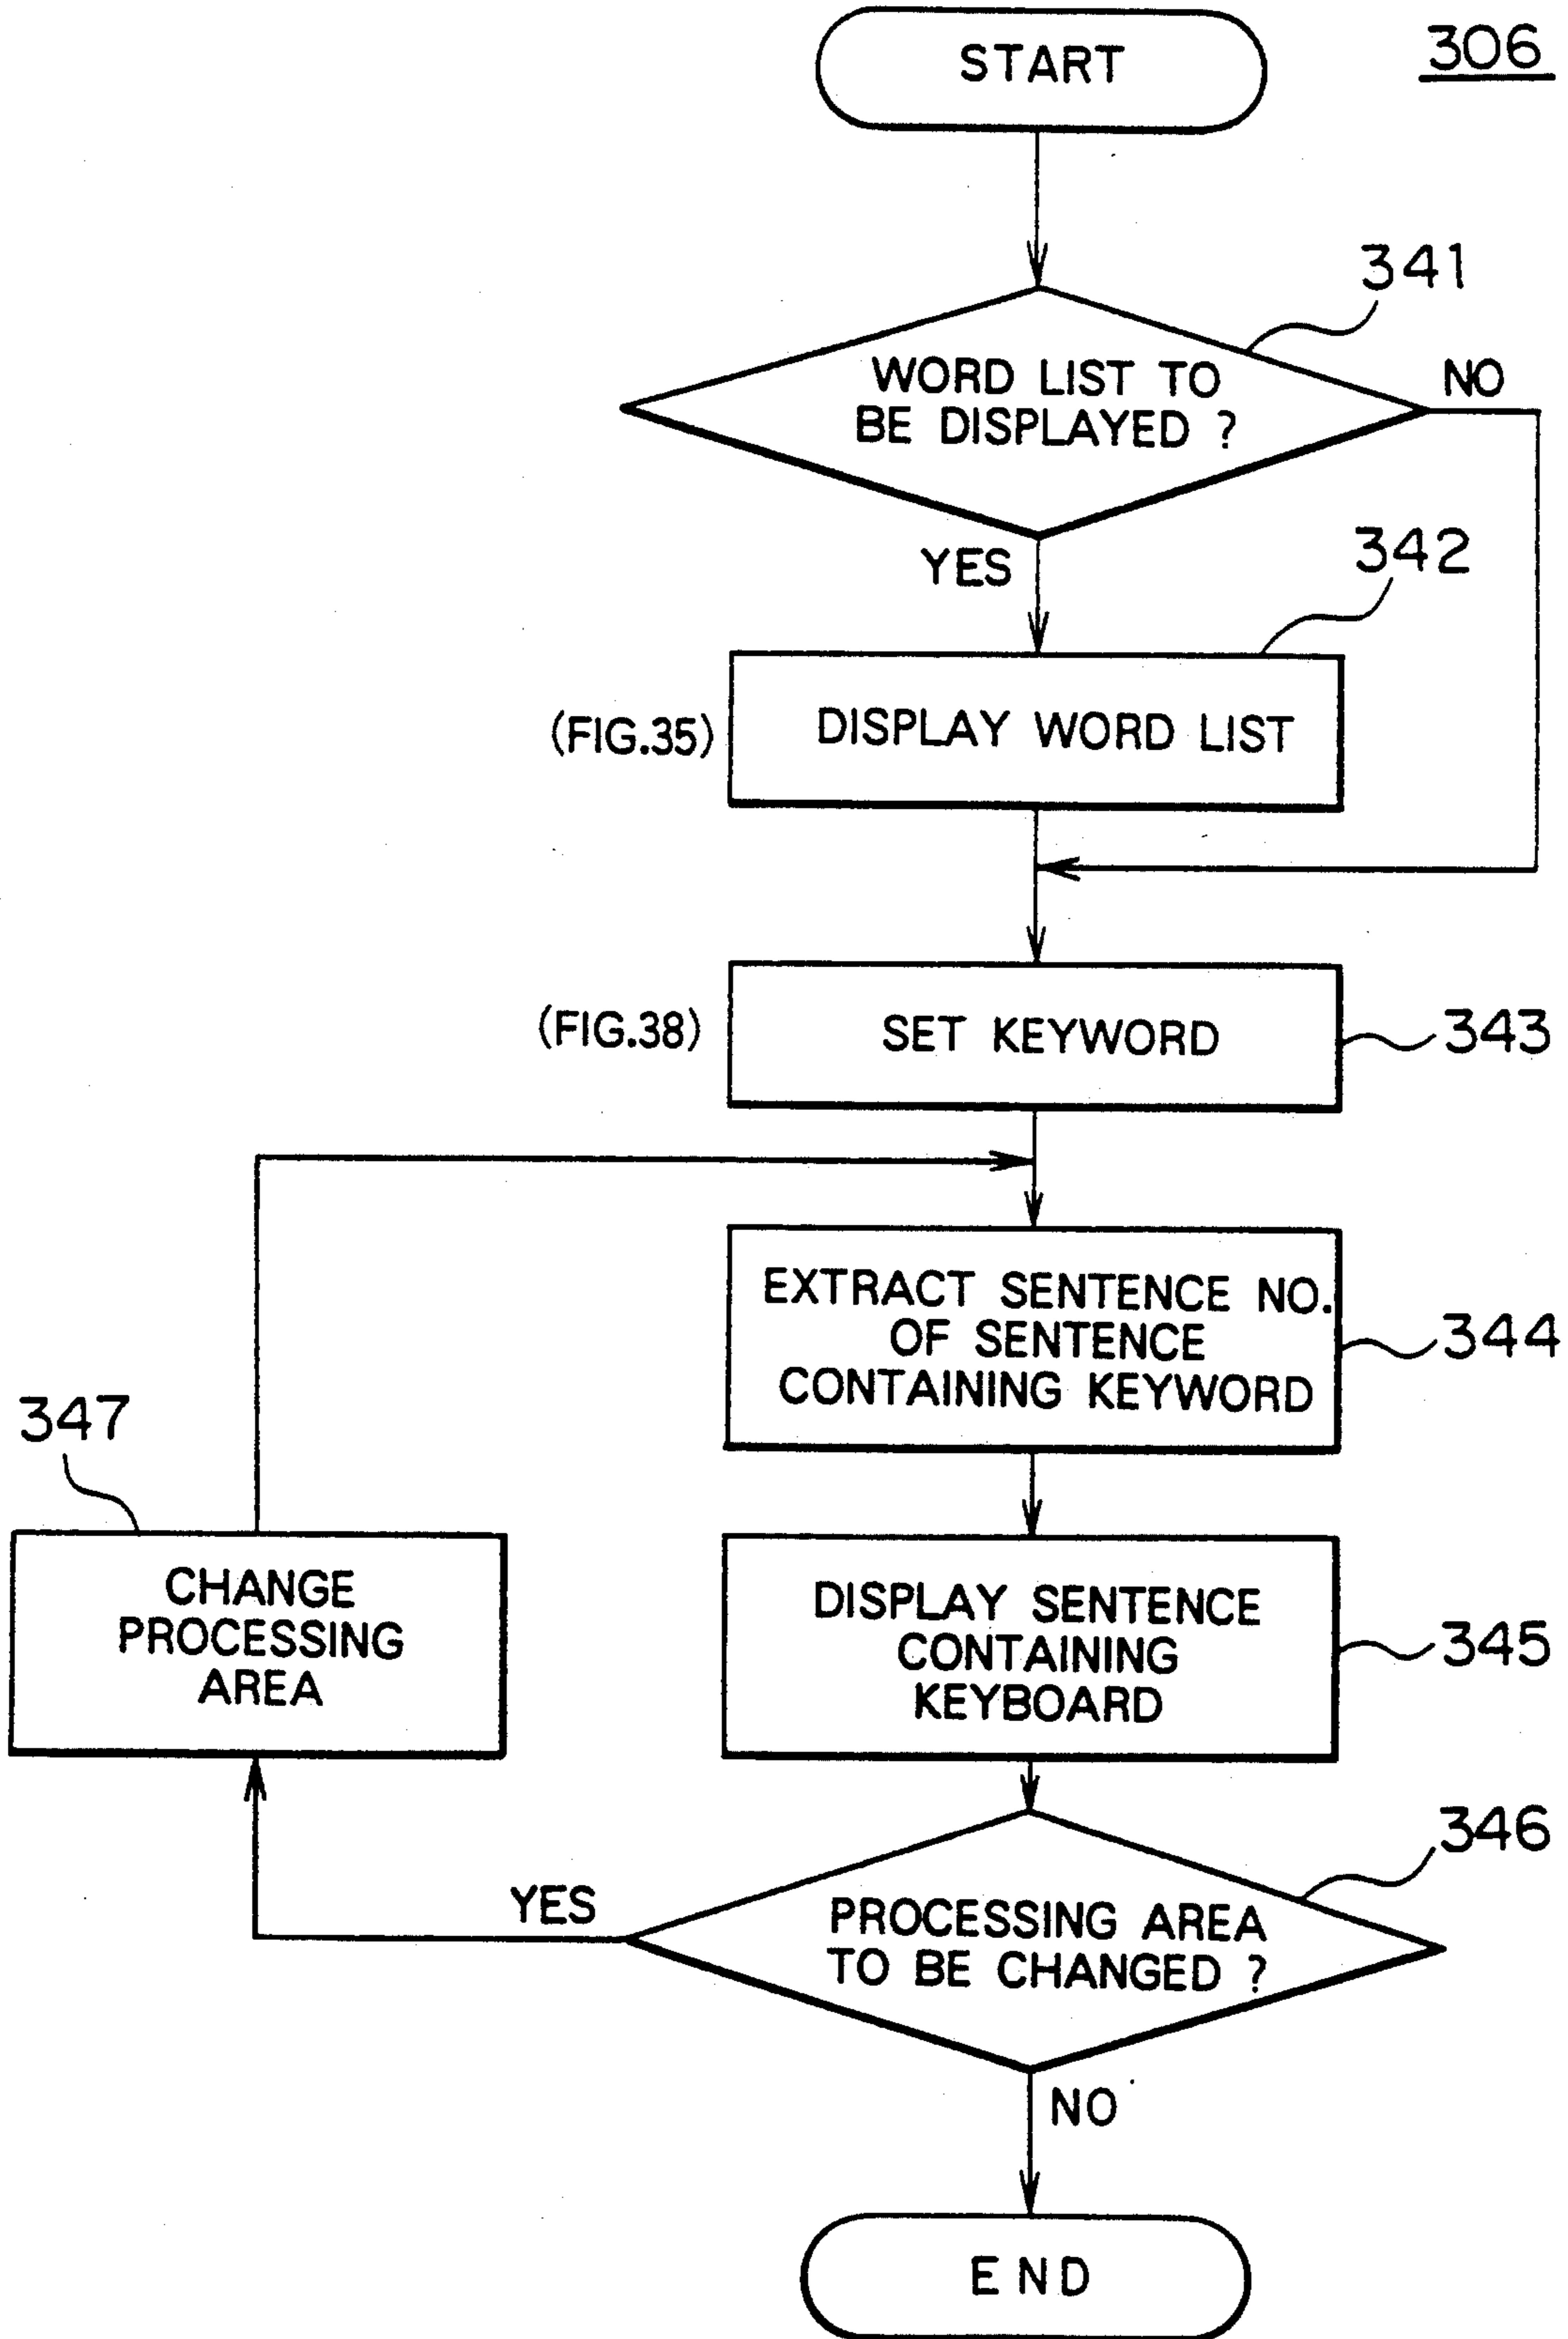 306
START
341
WORD LIST TO
BE DISPLAYED ?
NO
YES
342
(FIG.35)
DISPLAY WORD LIST
(FIG.38)
SET KEYWORD
343
EXTRACT SENTENCE NO.
OF SENTENCE
CONTAINING KEYWORD
344
347
CHANGE
PROCESSING
AREA
DISPLAY SENTENCE
CONTAINING
KEYBOARD
345
346
YES
PROCESSING AREA
TO BE CHANGED ?
NO
END